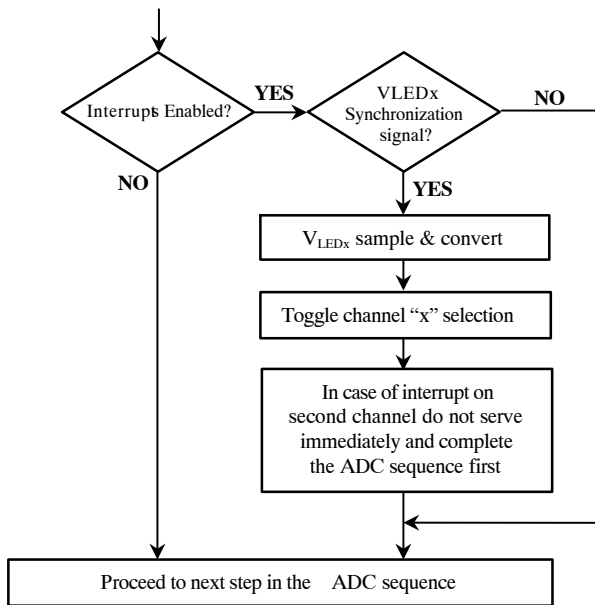 Interrupts Enabled?
YES
VLEDx
Synchronization
signal?
NO
NO
YES
VLEDx sample & convert
Toggle channel “x” selection
In case of interrupt on
second channel do not serve
immediately and complete
the ADC sequence first
Proceed to next step in the ADC sequence